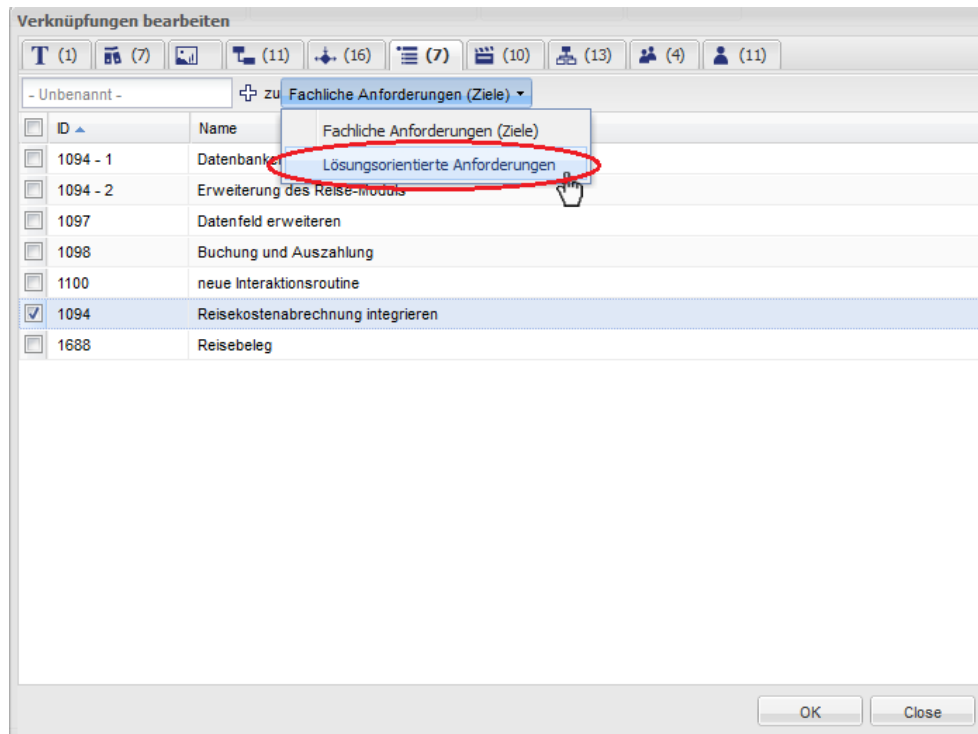 Verknüpfungen bearbeiten
T (1) (7) (11) (16) (7) (10) (13) (4) (11)
- Unbenannt - zu Fachliche Anforderungen (Ziele)
ID Name Fachliche Anforderungen (Ziele)
1094 - 1 Lösungsorientierte Anforderungen
1094 - 2 Erweiterung des Reise-Moduls
1097 Datenfeld erweiteren
1098 Buchung und Auszahlung
1100 neue Interaktionsroutine
1094 Reisekostenabrechnung integrieren
1688 Reisebeleg
OK Close